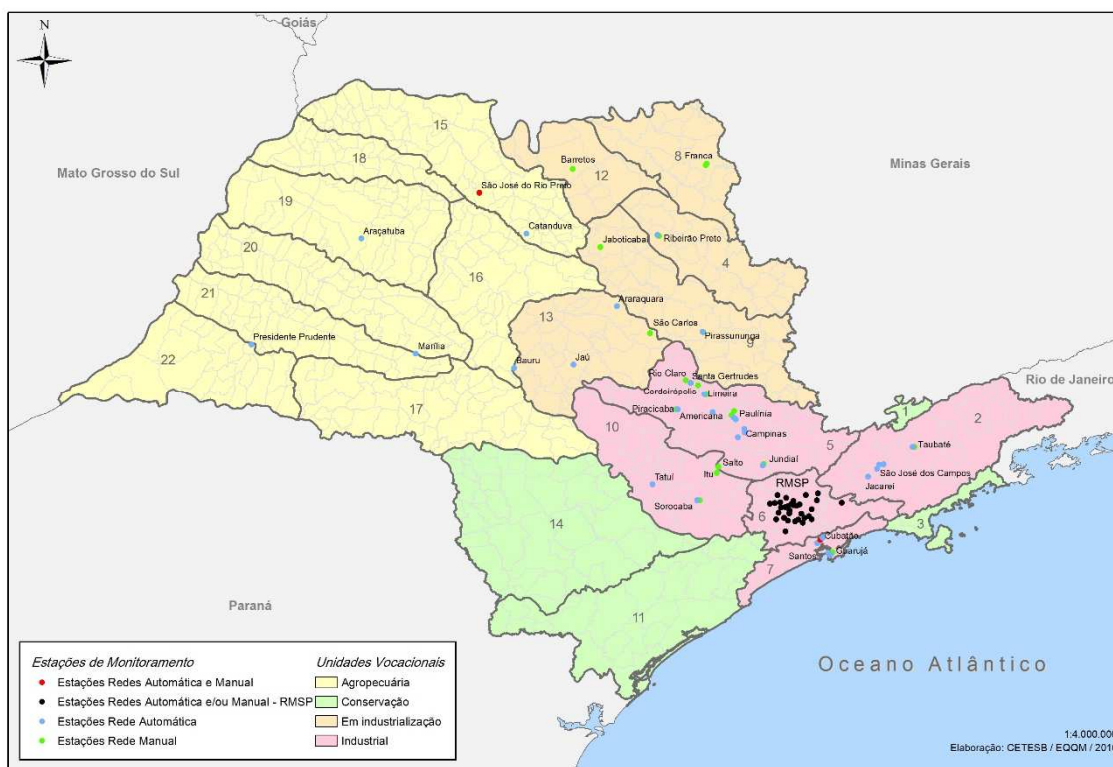 N
Goiás
Mato Grosso do Sul
Minas Gerais
Rio de Janeiro
Paraná
Oceano Atlântico
15
18
19
20
21
22
16
17
12
8
4
13
9
10
5
6
7
2
1
3
14
11
São José do Rio Preto
Barretos
Franca
Catanduva
Araçatuba
Jaboticabal
Ribeirão Preto
Araraquara
São Carlos
Pirassununga
Presidente Prudente
Marília
Bauru
Jaú
Rio Claro
Santa Gertrudes
Cordeirópolis
Limeira
Piracicaba
Americana
Paulínia
Campinas
Salto
Jundiaí
Itu
Tatuí
Sorocaba
RMSP
Taubaté
São José dos Campos
Jacareí
Cubatão
Santos
Guarujá
Estações de Monitoramento
Estações Redes Automática e Manual
Estações Redes Automática e/ou Manual - RMSP
Estações Rede Automática
Estações Rede Manual
Unidades Vocacionais
Agropecuária
Conservação
Em industrialização
Industrial
1:4.000.000
Elaboração: CETESB / EQQM / 2016